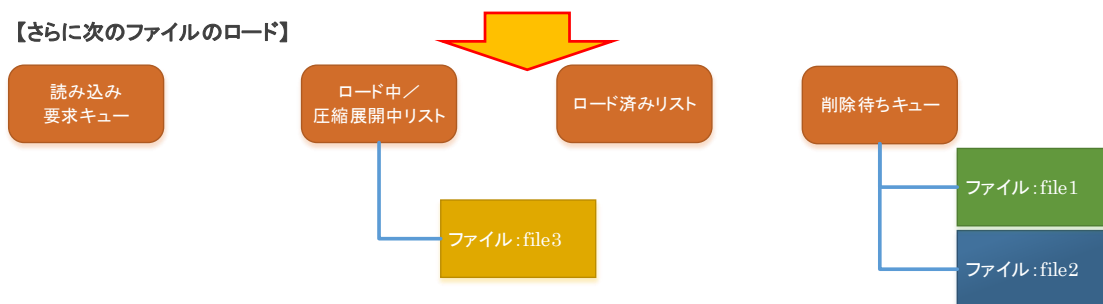 【さらに次のファイルのロード】
読み込み
要求キュー
ロード中／
圧縮展開中リスト
ロード済みリスト
削除待ちキュー
ファイル:file1
ファイル:file3
ファイル:file2